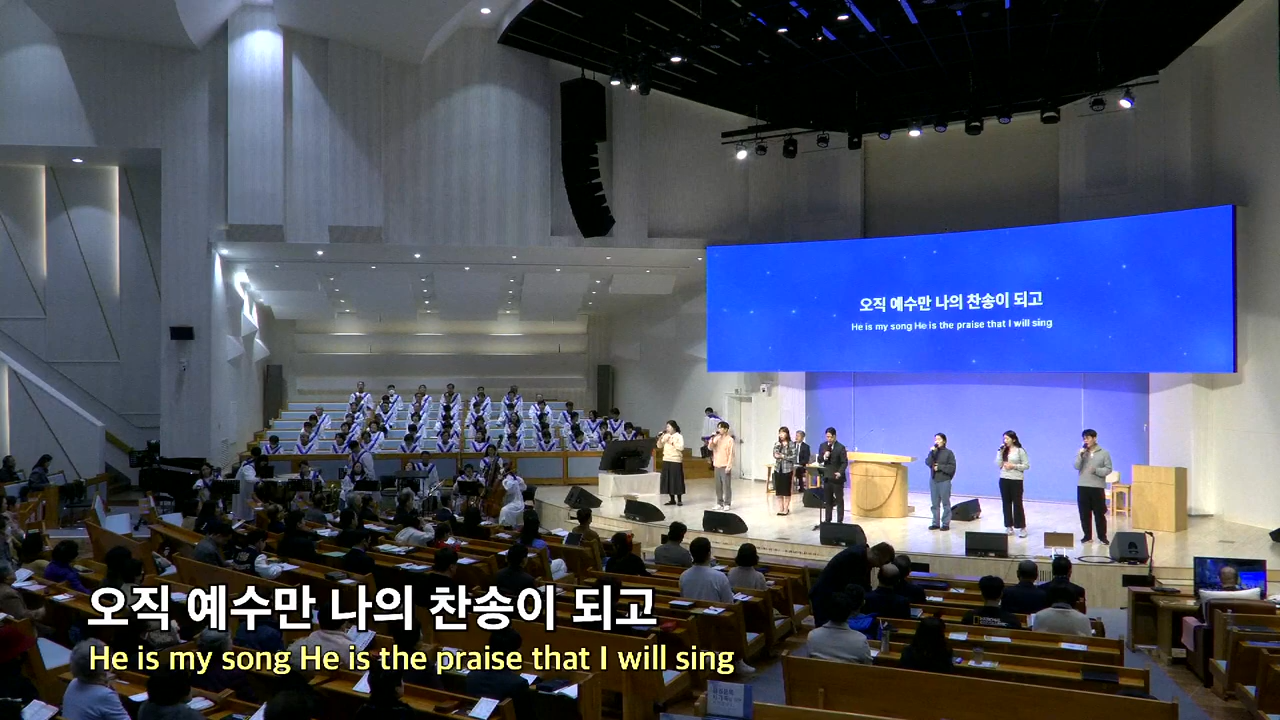 오직 예수만 나의 찬송이 되고
He is my song He is the praise that I will sing
오직 예수만 나의 찬송이 되고
He is my song He is the praise that I will sing